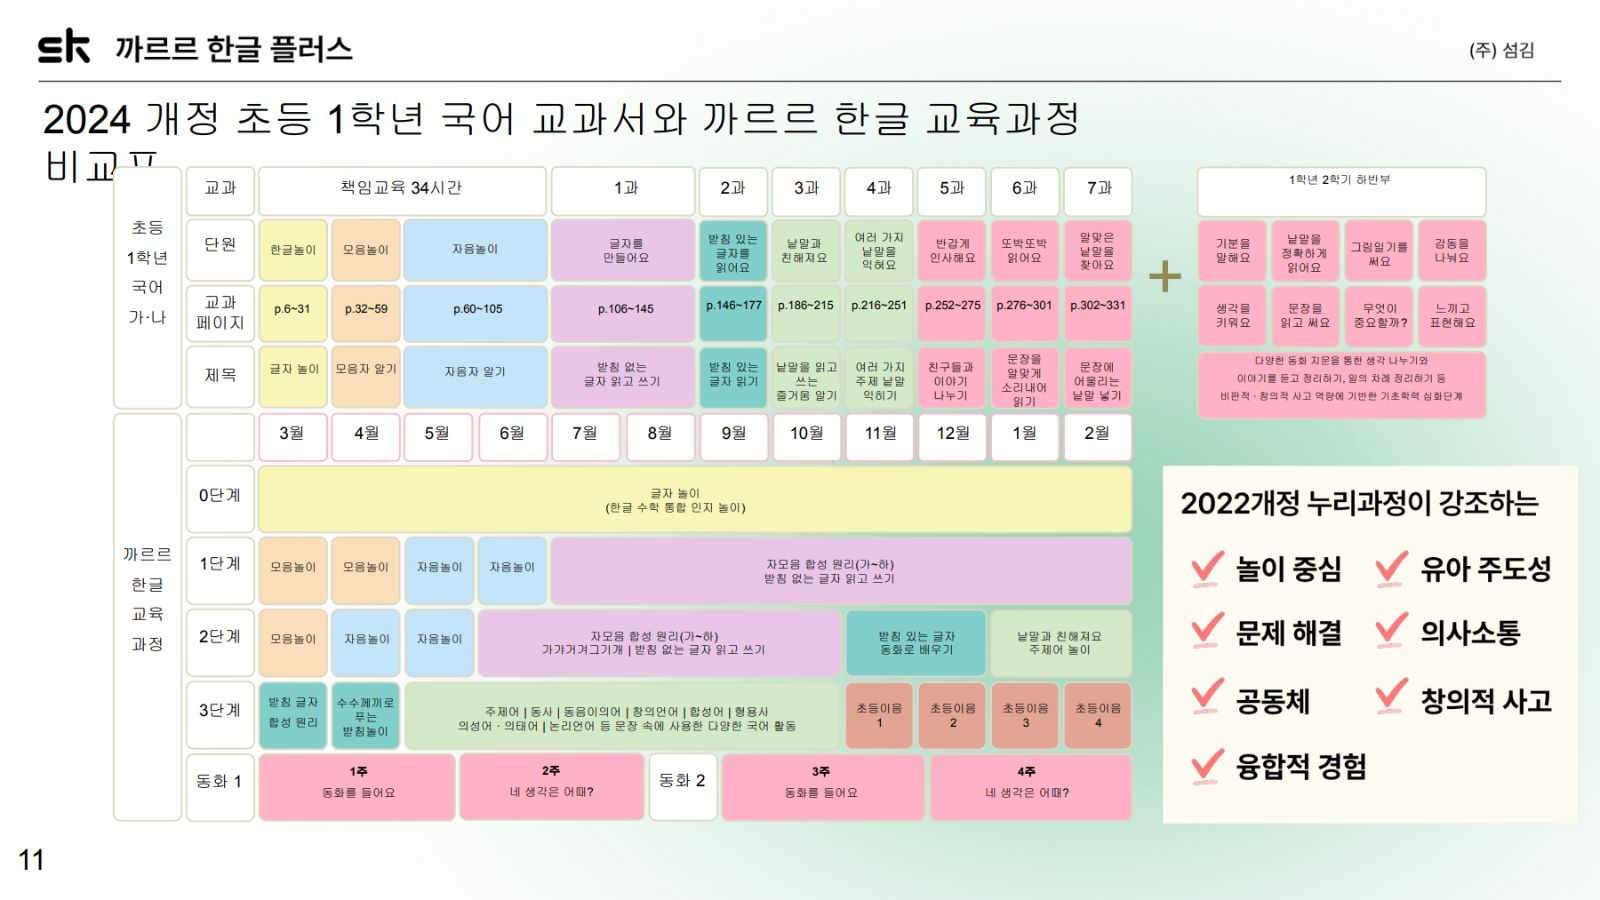 sk 까르르 한글 플러스
(주) 섬김
2024 개정 초등 1학년 국어 교과서와 까르르 한글 교육과정
비교표
초등
1학년
국어
가·나
교과
책임교육 34시간
1과
2과
3과
4과
5과
6과
7과
단원
한글놀이
모음놀이
자음놀이
글자를
만들어요
받침 있는
글자를
읽어요
낱말과
친해져요
여러 가지
낱말을
익혀요
반갑게
인사해요
또박또박
읽어요
알맞은
낱말을
찾아요
교과
페이지
p.6~31
p.32~59
p.60~105
p.106~145
p.146~177
p.186~215
p.216~251
p.252~275
p.276~301
p.302~331
제목
글자 놀이
모음자 알기
자음자 알기
받침 없는
글자 읽고 쓰기
받침 있는
글자 읽기
낱말을 읽고
쓰는
즐거움 알기
여러 가지
주제 낱말
익히기
친구들과
이야기
나누기
문장을
알맞게
소리내어
읽기
문장에
어울리는
낱말 넣기
1학년 2학기 하반부
기분을
말해요
낱말을
정확하게
읽어요
그림일기를
써요
감동을
나눠요
생각을
키워요
문장을
읽고 써요
무엇이
중요할까?
느끼고
표현해요
다양한 동화 지문을 통한 생각 나누기와
이야기를 듣고 정리하기, 일의 차례 정리하기 등
비판적·창의적 사고 역량에 기반한 기초학력 심화단계
까르르
한글
교육
과정
3월
4월
5월
6월
7월
8월
9월
10월
11월
12월
1월
2월
0단계
글자 놀이
(한글 수학 통합 인지 놀이)
1단계
모음놀이
모음놀이
자음놀이
자음놀이
자모음 합성 원리(가~하)
받침 없는 글자 읽고 쓰기
2단계
모음놀이
자음놀이
자음놀이
자모음 합성 원리(가~하)
가갸거겨그기개 | 받침 없는 글자 읽고 쓰기
받침 있는 글자
동화로 배우기
낱말과 친해져요
주제어 놀이
3단계
받침 글자
합성 원리
수수께끼로
푸는
받침놀이
주제어 | 동사 | 동음이의어 | 창의언어 | 합성어 | 형용사
의성어·의태어 | 논리언어 등 문장 속에 사용한 다양한 국어 활동
초등이음
1
초등이음
2
초등이음
3
초등이음
4
동화 1
1주
동화를 들어요
2주
네 생각은 어때?
동화 2
3주
동화를 들어요
4주
네 생각은 어때?
2022개정 누리과정이 강조하는
놀이 중심
유아 주도성
문제 해결
의사소통
공동체
창의적 사고
융합적 경험
11